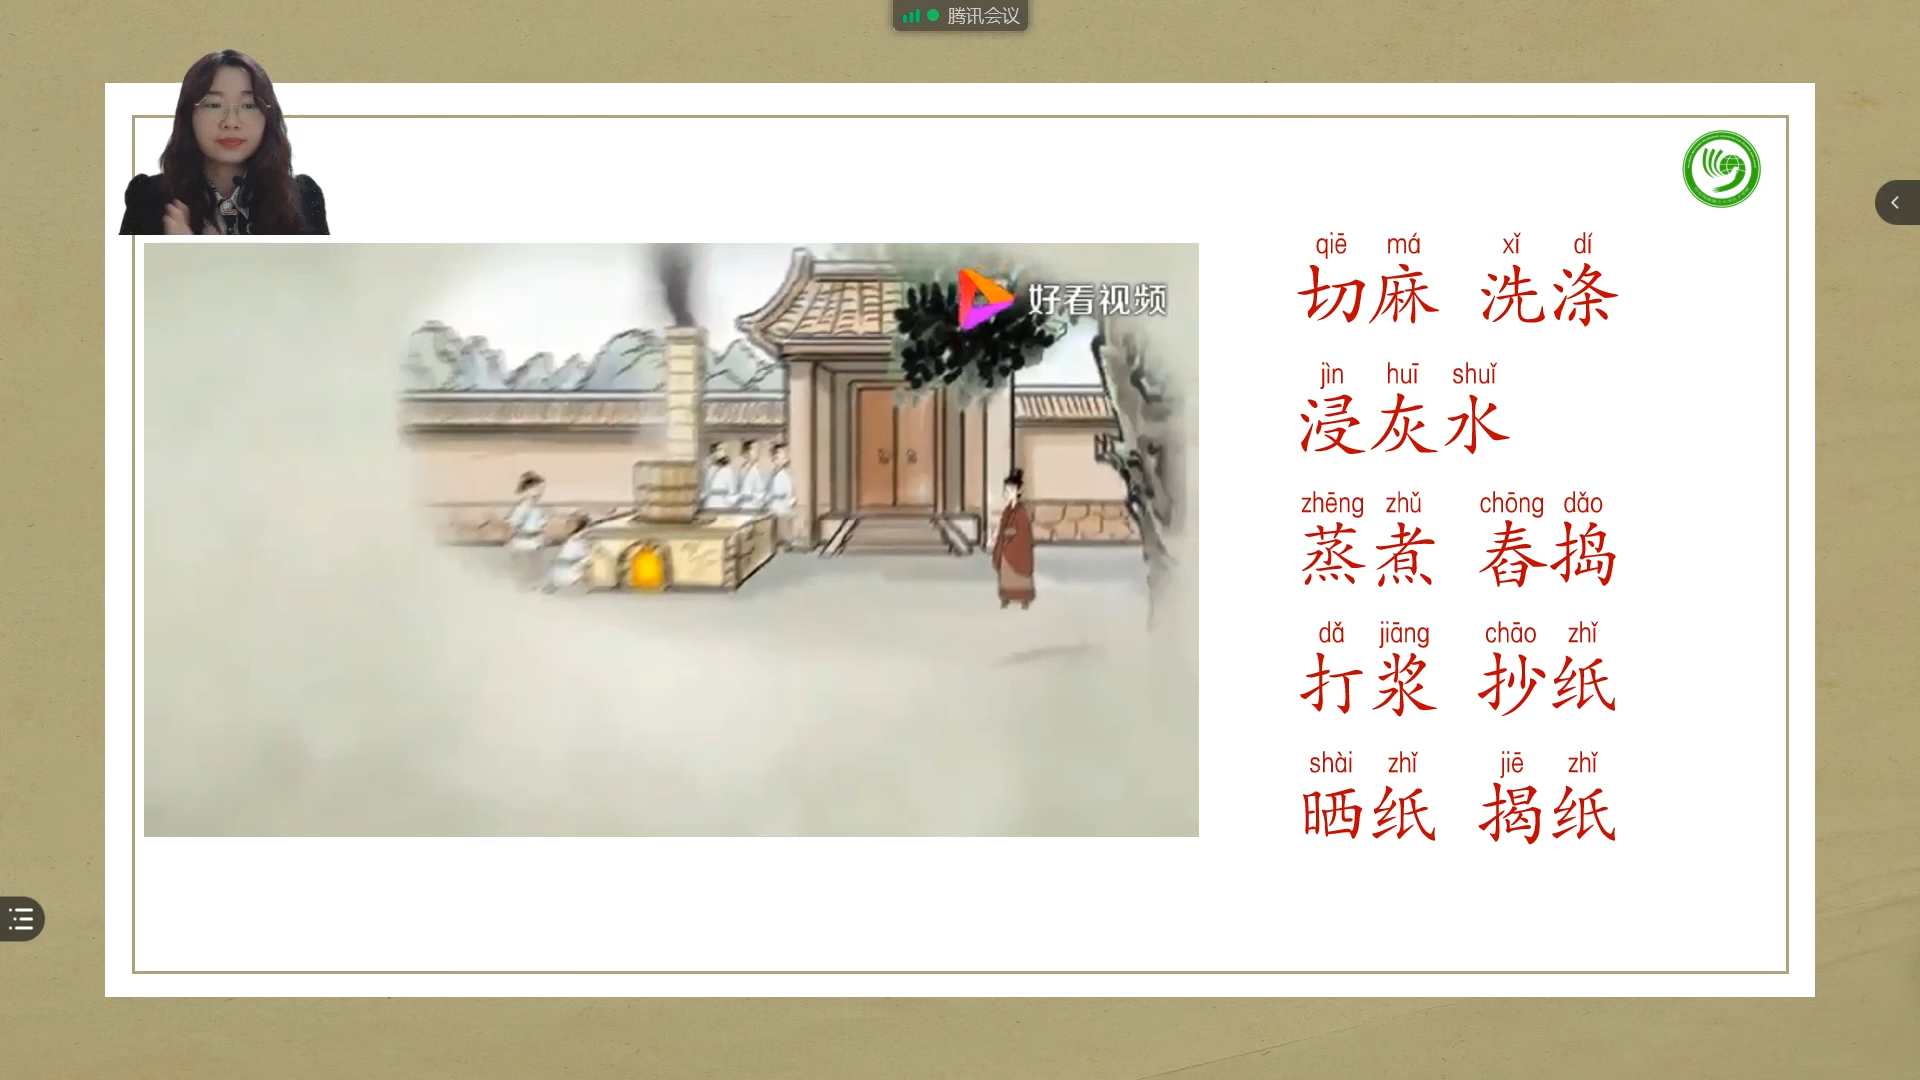 腾讯会议
好看视频
qiē má xǐ dí
切麻 洗涤
jìn huī shuǐ
浸灰水
zhēng zhǔ chōng dǎo
蒸煮 舂捣
dǎ jiāng chāo zhǐ
打浆 抄纸
shài zhǐ jiē zhǐ
晒纸 揭纸